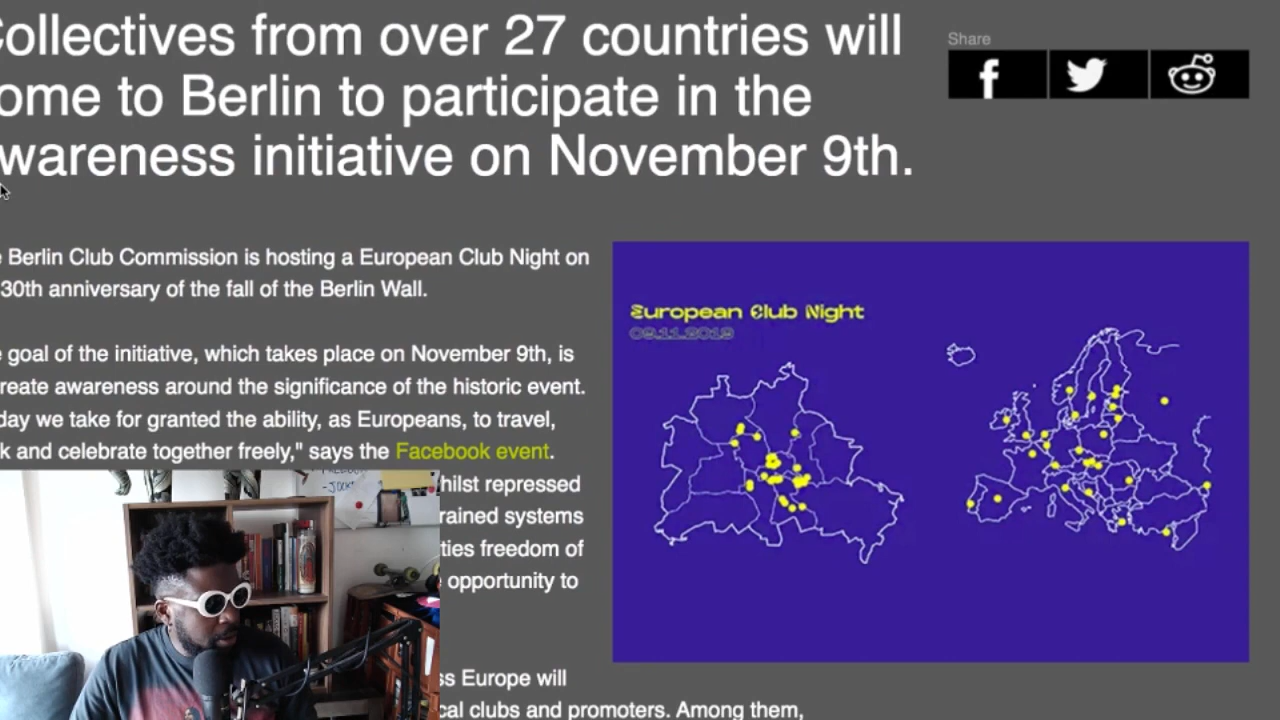 Collectives from over 27 countries will
ome to Berlin to participate in the
wareness initiative on November 9th.
Share
e Berlin Club Commission is hosting a European Club Night on
30th anniversary of the fall of the Berlin Wall.
e goal of the initiative, which takes place on November 9th, is
reate awareness around the significance of the historic event.
day we take for granted the ability, as Europeans, to travel,
k and celebrate together freely," says the Facebook event.
hilst repressed
rained systems
ties freedom of
e opportunity to
ss Europe will
cal clubs and promoters. Among them,
European Club Night
09.11.2019